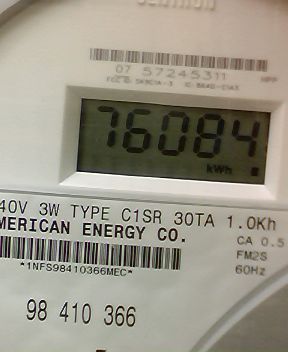 07 57245311
76084
kWh
40V 3W TYPE C1SR 30TA 1.0Kh
MERICAN ENERGY CO.
CA 0.5
FM2S
60Hz
*1NFS98410366MEC*
98 410 366